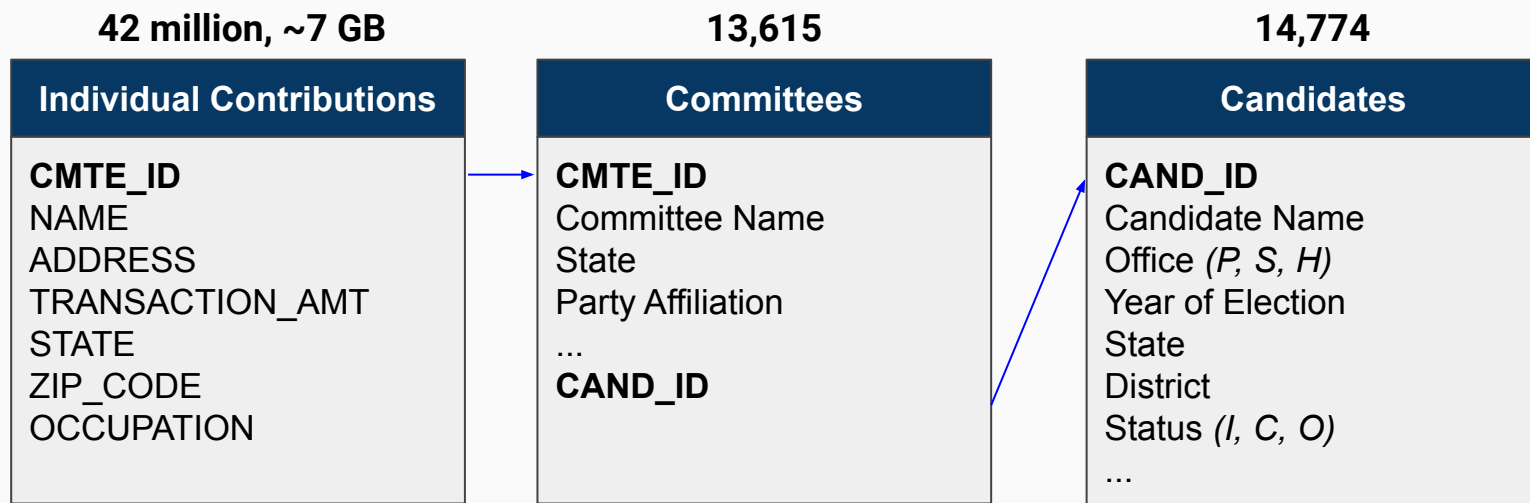 42 million, ~7 GB
Individual Contributions
CMTE_ID
NAME
ADDRESS
TRANSACTION_AMT
STATE
ZIP_CODE
OCCUPATION
13,615
Committees
CMTE_ID
Committee Name
State
Party Affiliation
...
CAND_ID
14,774
Candidates
CAND_ID
Candidate Name
Office (P, S, H)
Year of Election
State
District
Status (I, C, O)
...